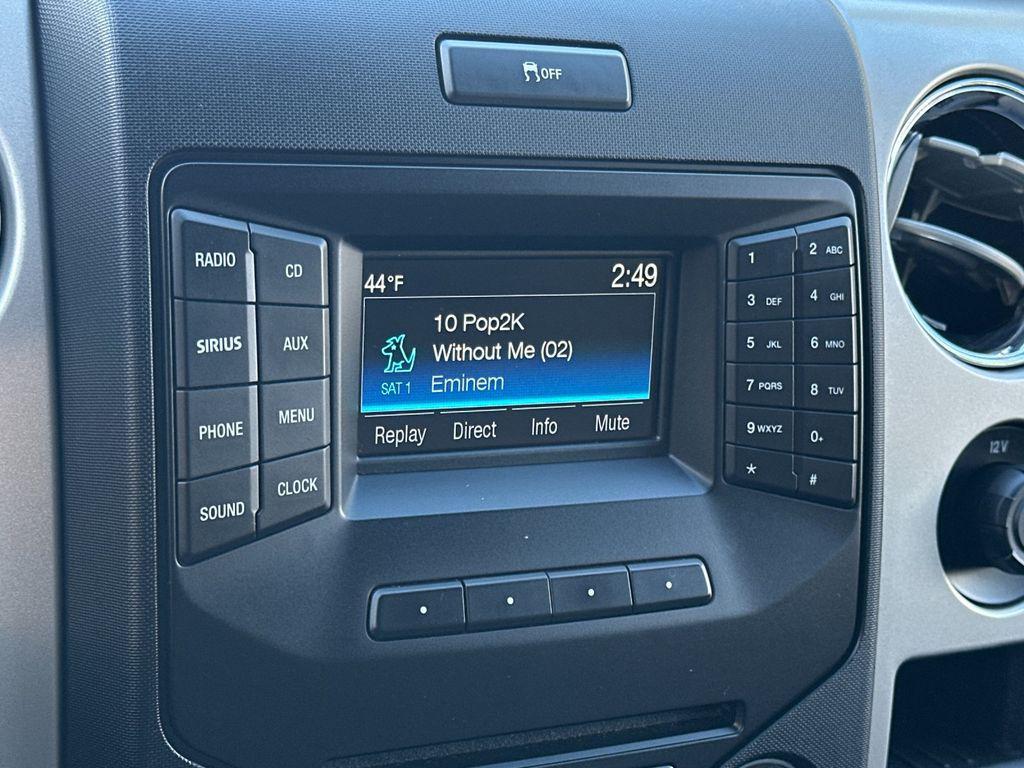 OFF
RADIO
CD
SIRIUS
AUX
PHONE
MENU
SOUND
CLOCK
44°F
2:49
10 Pop2K
Without Me (02)
SAT 1 Eminem
Replay Direct Info Mute
1
2 ABC
3 DEF
4 GHI
5 JKL
6 MNO
7 PQRS
8 TUV
9 WXYZ
0+
*
#
12V